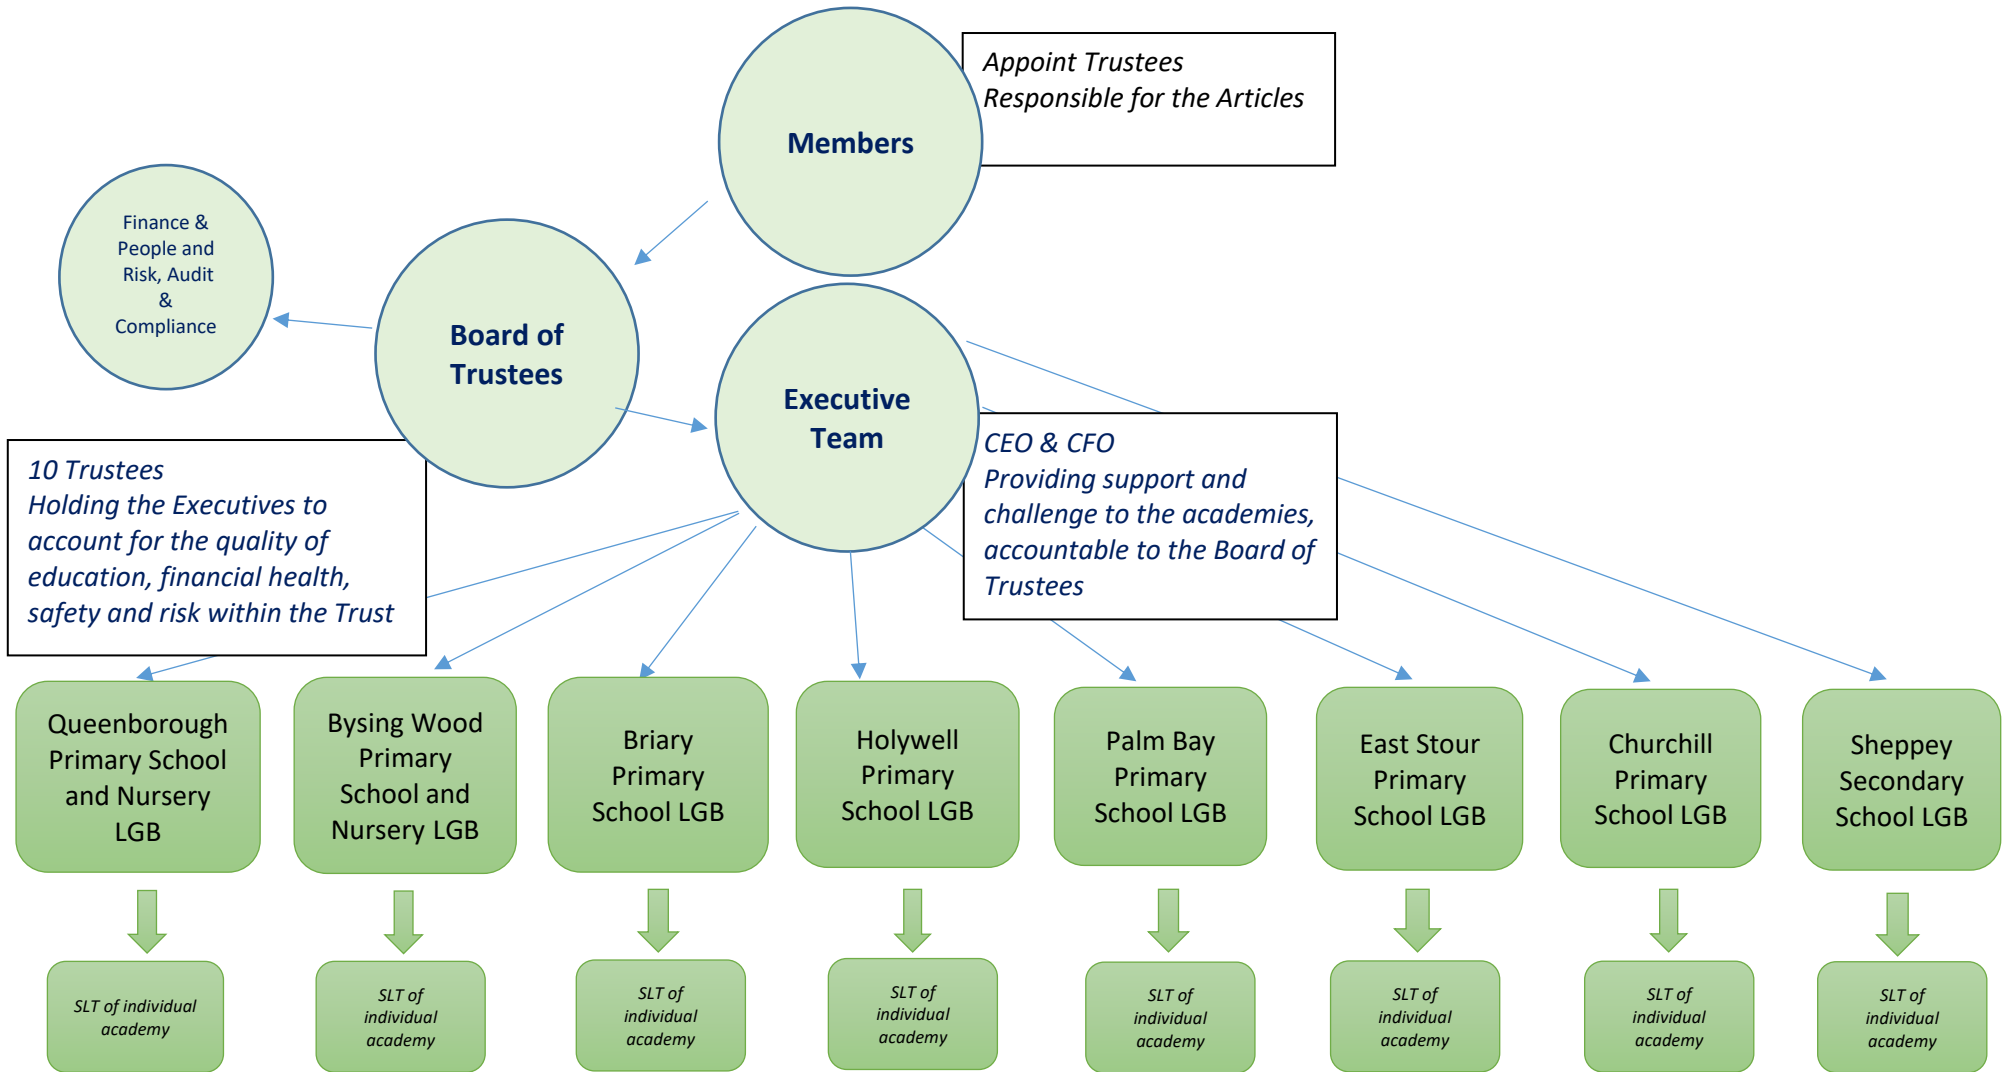 Members
Appoint Trustees
Responsible for the Articles
Finance &
People and
Risk, Audit
&
Compliance
Board of
Trustees
Executive
Team
10 Trustees
Holding the Executives to
account for the quality of
education, financial health,
safety and risk within the Trust
CEO & CFO
Providing support and
challenge to the academies,
accountable to the Board of
Trustees
Queenborough
Primary School
and Nursery
LGB
Bysing Wood
Primary
School and
Nursery LGB
Briary
Primary
School LGB
Holywell
Primary
School LGB
Palm Bay
Primary
School LGB
East Stour
Primary
School LGB
Churchill
Primary
School LGB
Sheppey
Secondary
School LGB
SLT of individual
academy
SLT of
individual
academy
SLT of
individual
academy
SLT of
individual
academy
SLT of
individual
academy
SLT of
individual
academy
SLT of
individual
academy
SLT of
individual
academy